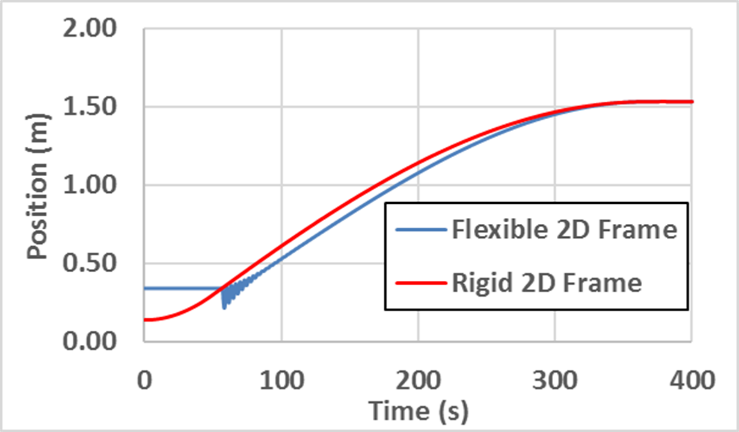 2.00
1.50
1.00
0.50
0.00
Position (m)
Flexible 2D Frame
Rigid 2D Frame
0 100 200 300 400
Time (s)